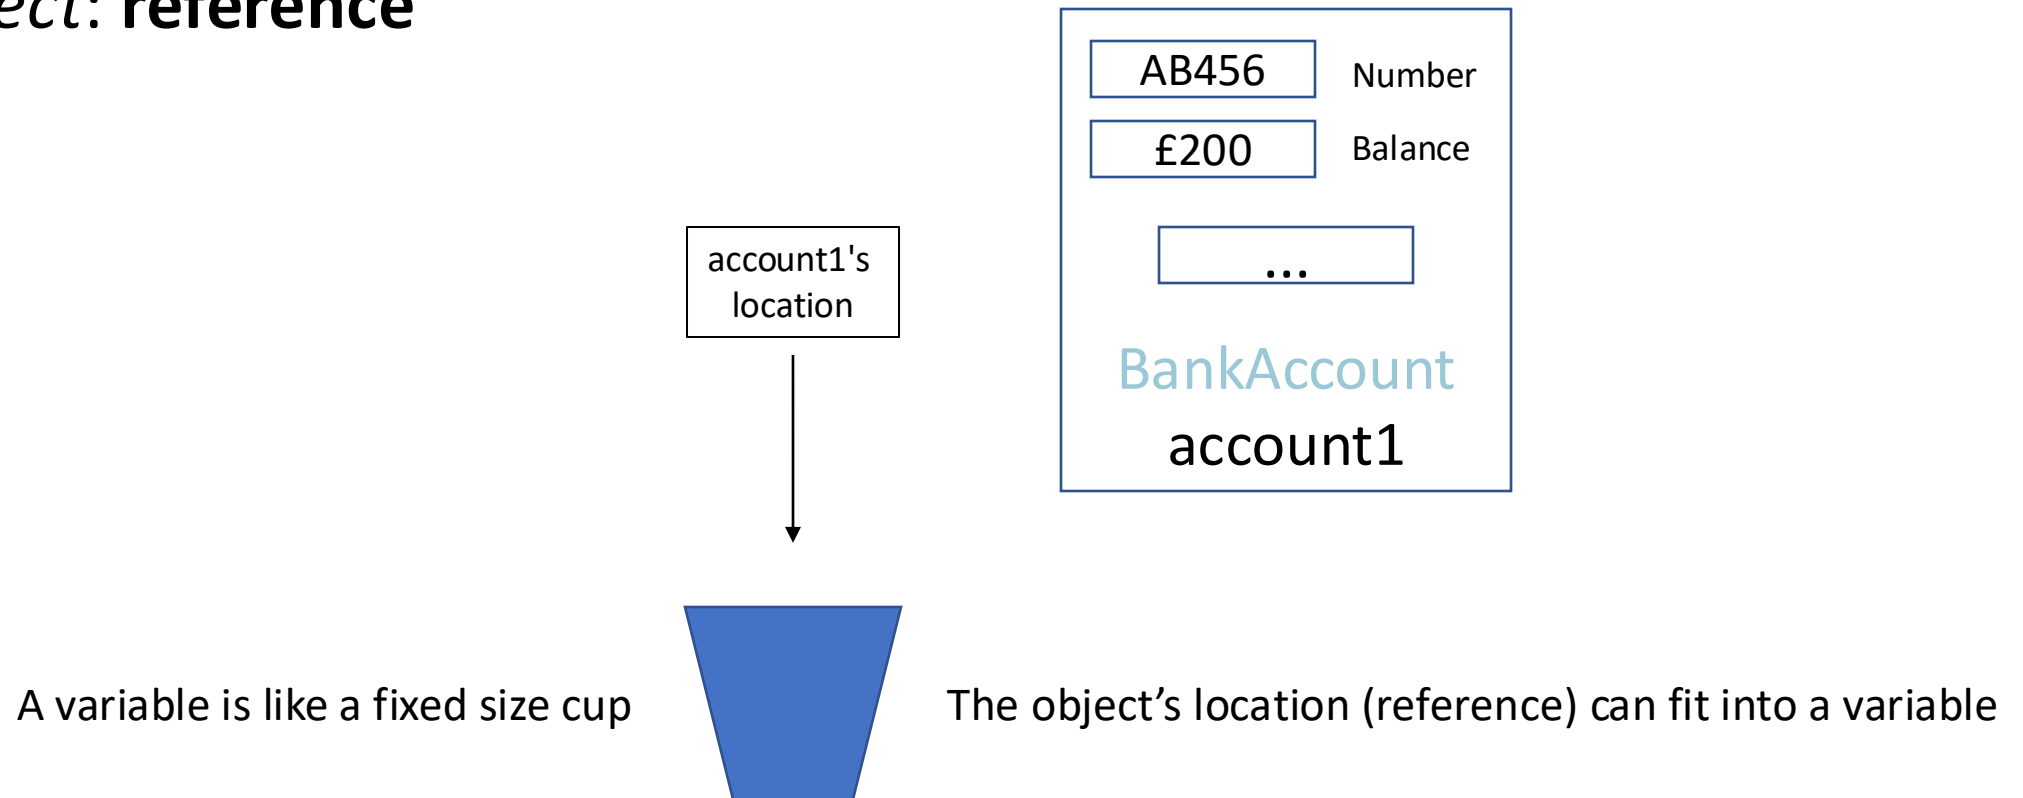 ect: reference
AB456 Number
£200 Balance
account1's
location
...
BankAccount
account1
A variable is like a fixed size cup
The object’s location (reference) can fit into a variable